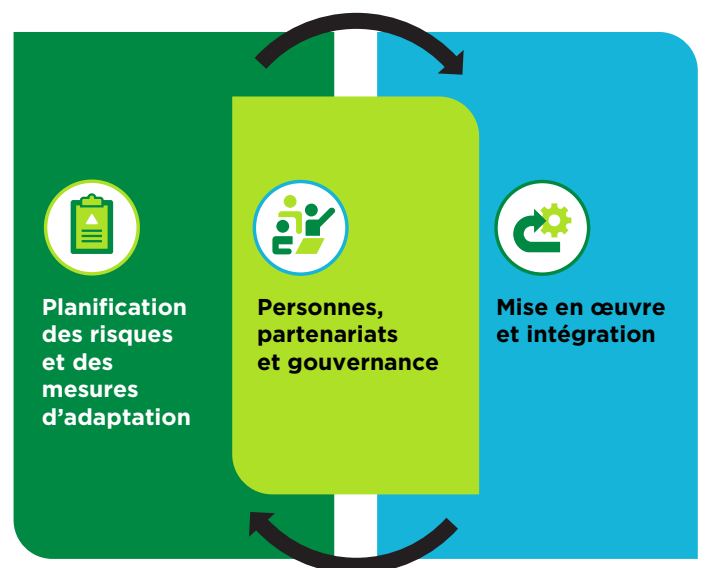 Planification
des risques
et des
mesures
d’adaptation
Personnes,
partenariats
et gouvernance
Mise en œuvre
et intégration